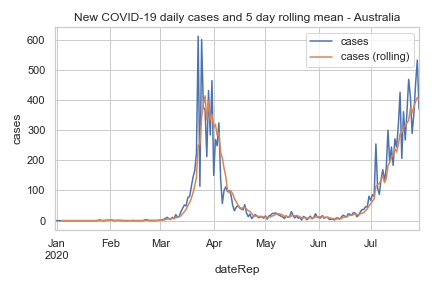 New COVID-19 daily cases and 5 day rolling mean - Australia
cases
cases (rolling)
600
500
400
300
200
100
0
cases
Jan
2020
Feb
Mar
Apr
May
Jun
Jul
dateRep